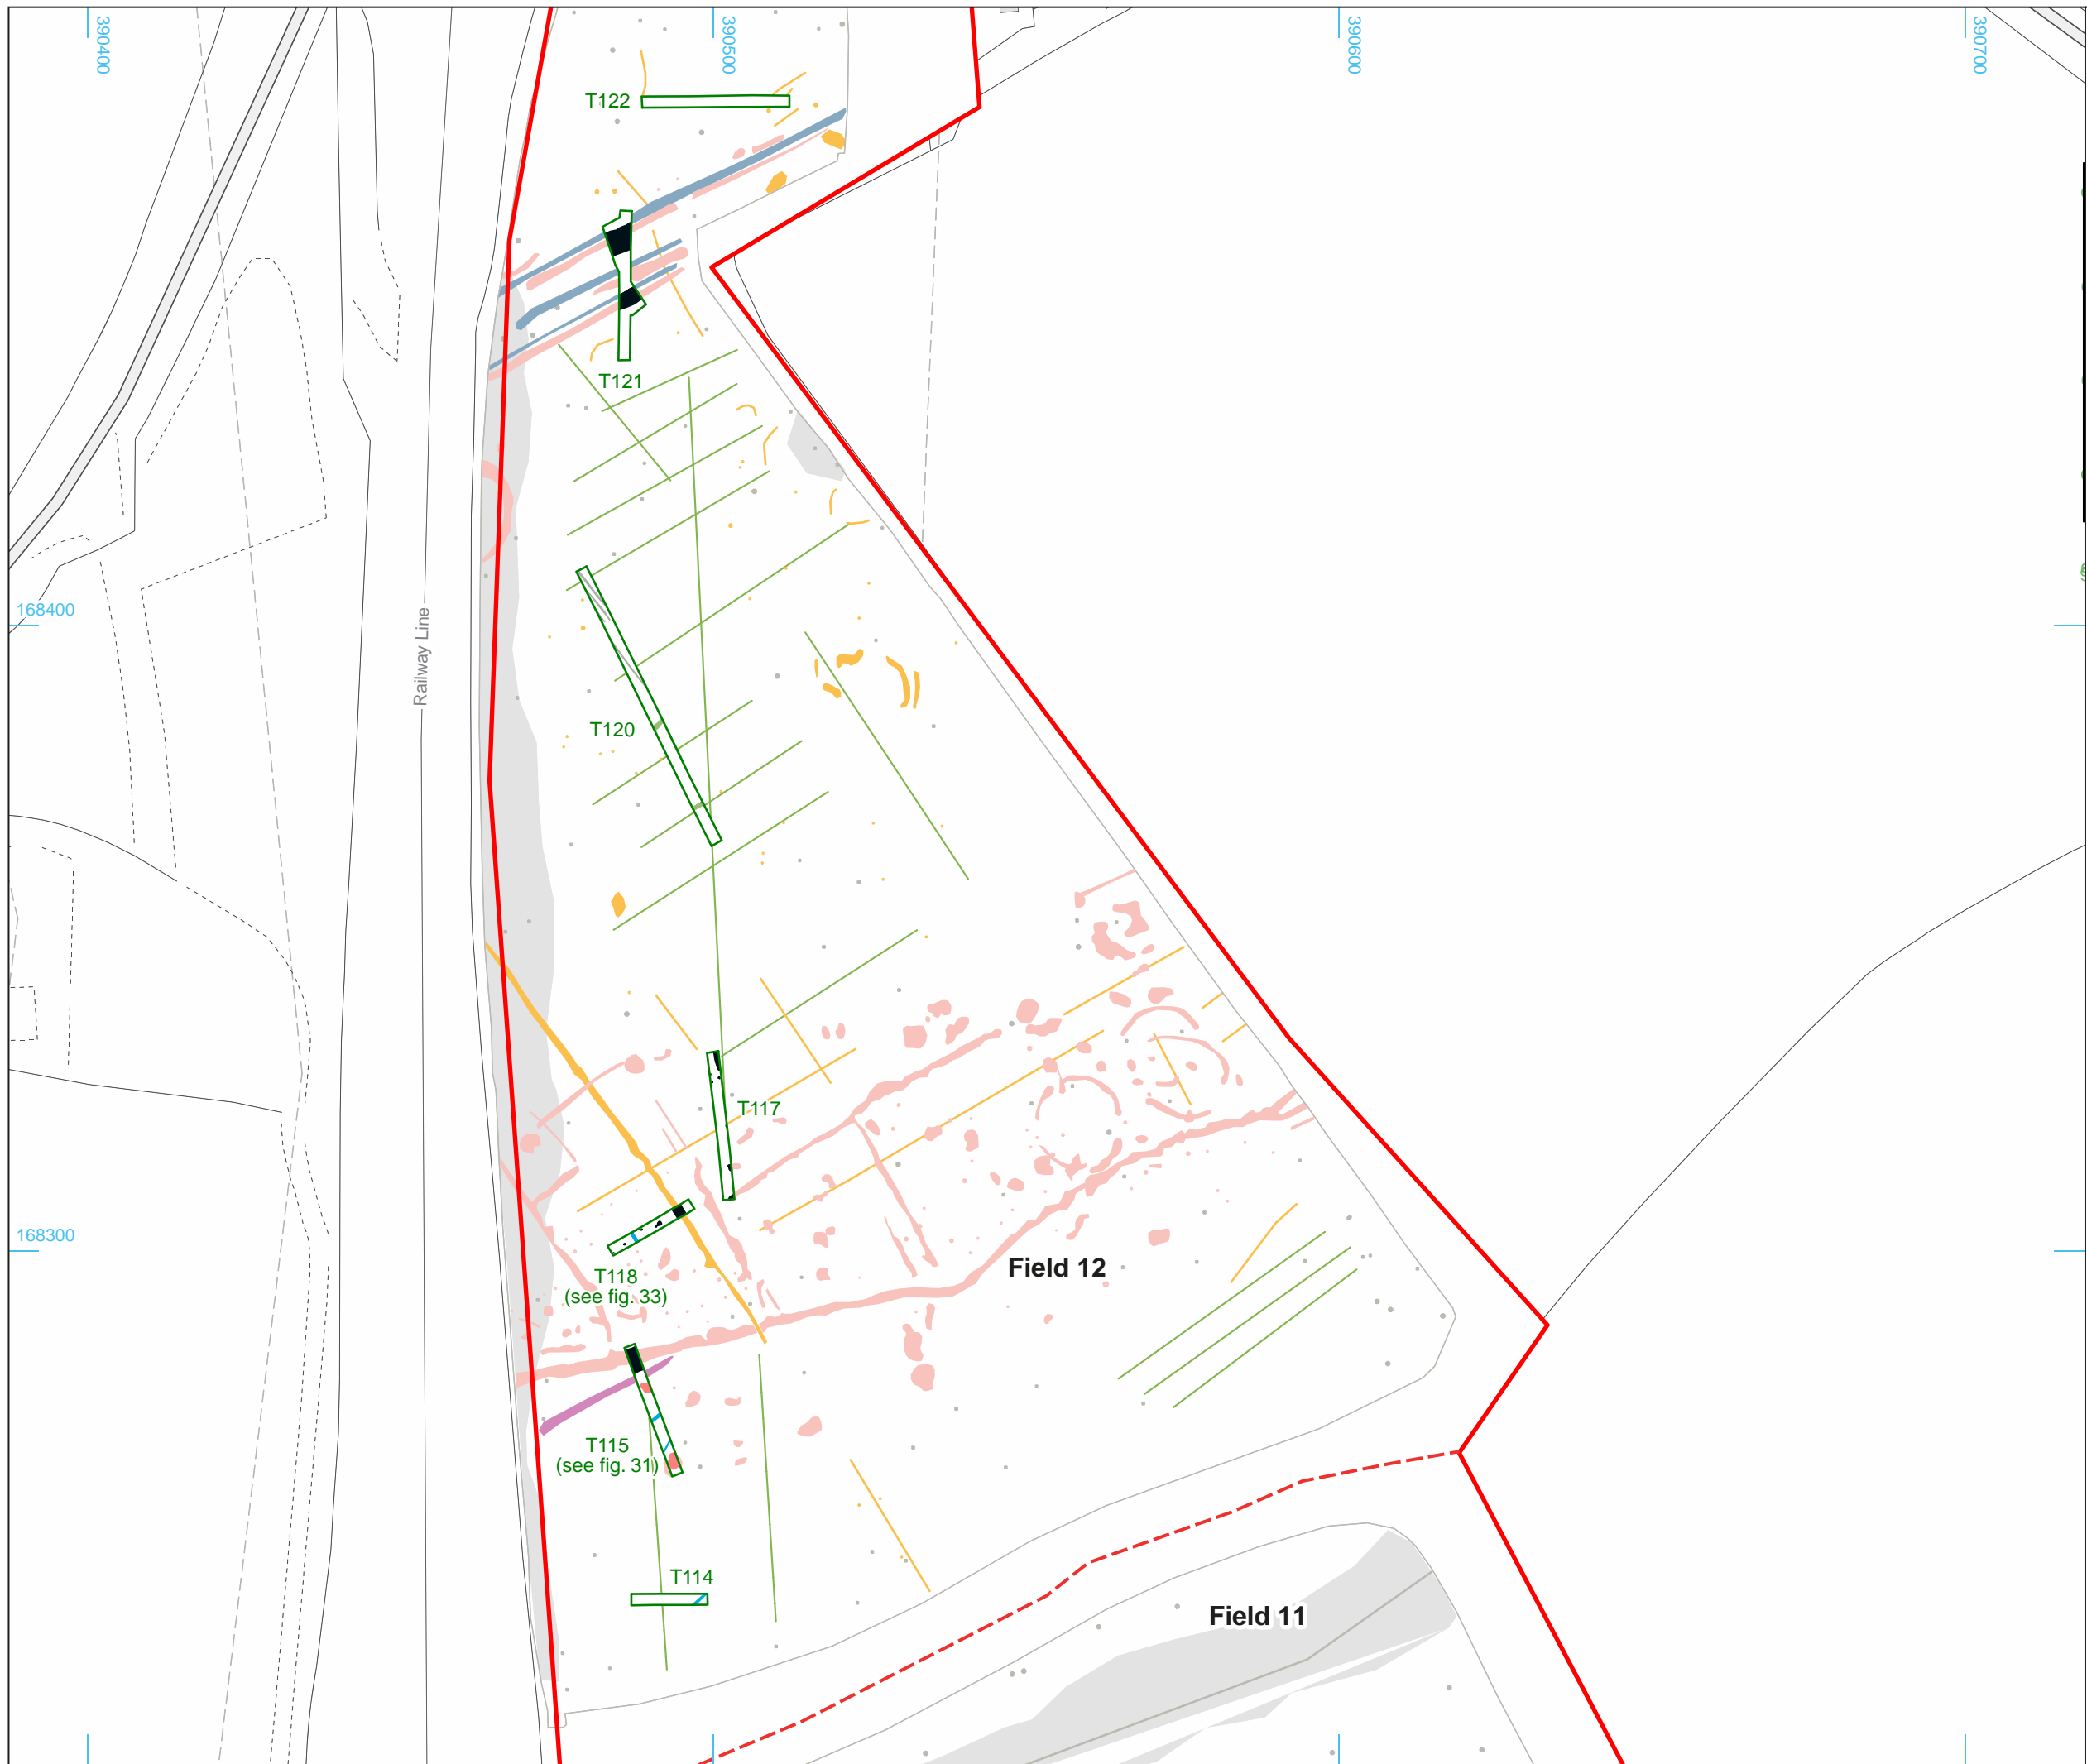 390400
390500
390600
390700
T122
T121
168400
Railway Line
T120
T117
168300
Field 12
T118
(see fig. 33)
T115
(see fig. 31)
T114
Field 11